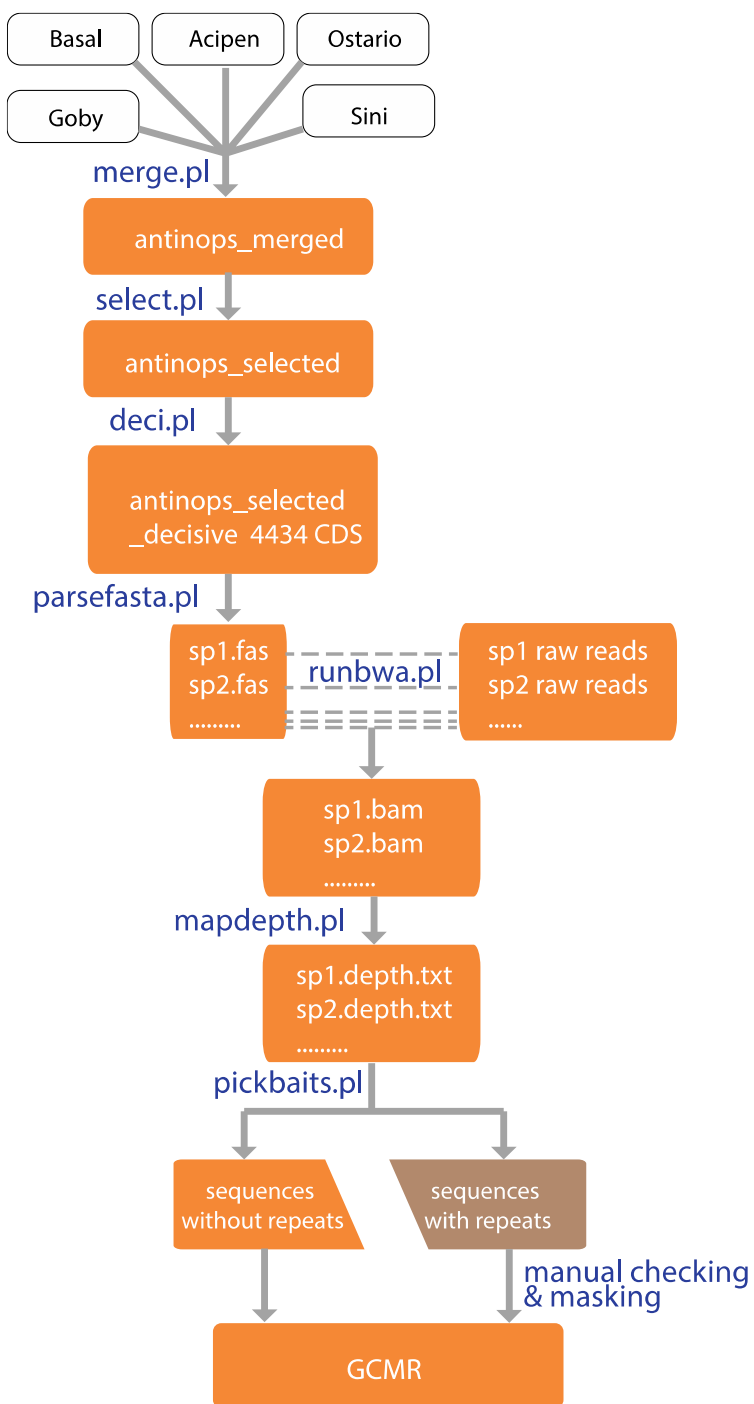 Basal
Acipen
Ostario
Goby
Sini
merge.pl
antinops_merged
select.pl
antinops_selected
deci.pl
antinops_selected
_decisive 4434 CDS
parsefasta.pl
sp1.fas
sp2.fas
.........
runbwa.pl
sp1 raw reads
sp2 raw reads
......
sp1.bam
sp2.bam
.........
mapdepth.pl
sp1.depth.txt
sp2.depth.txt
.........
pickbaits.pl
sequences
without repeats
sequences
with repeats
manual checking
& masking
GCMR